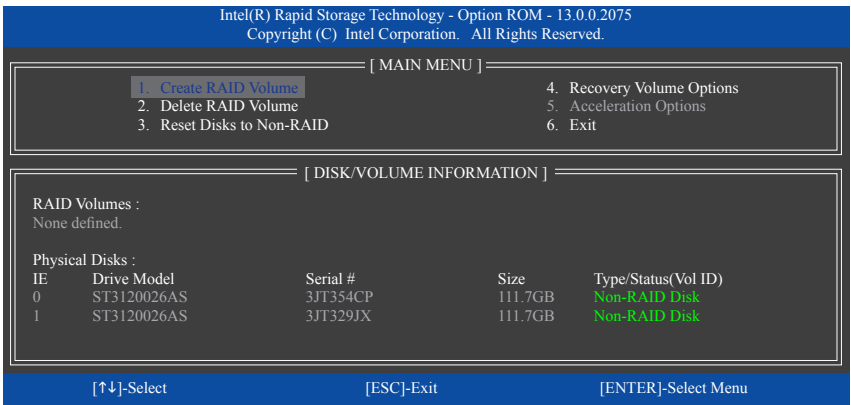 Intel(R) Rapid Storage Technology - Option ROM - 13.0.0.2075
Copyright (C) Intel Corporation. All Rights Reserved.
[ MAIN MENU ]
1. Create RAID Volume
2. Delete RAID Volume
3. Reset Disks to Non-RAID
4. Recovery Volume Options
5. Acceleration Options
6. Exit
[ DISK/VOLUME INFORMATION ]
RAID Volumes :
None defined.
Physical Disks :
IE Drive Model Serial # Size Type/Status(Vol ID)
0 ST3120026AS 3JT354CP 111.7GB Non-RAID Disk
1 ST3120026AS 3JT329JX 111.7GB Non-RAID Disk
[↑↓]-Select [ESC]-Exit [ENTER]-Select Menu